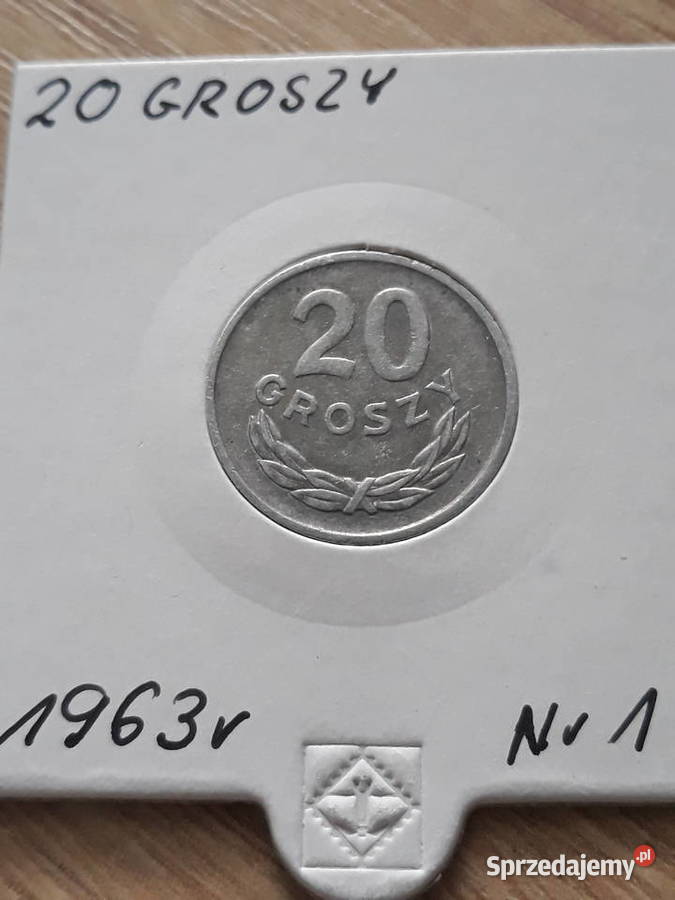 20 GROSZY
20
GROSZY
1963r
Nr 1
Sprzedajemy.pl